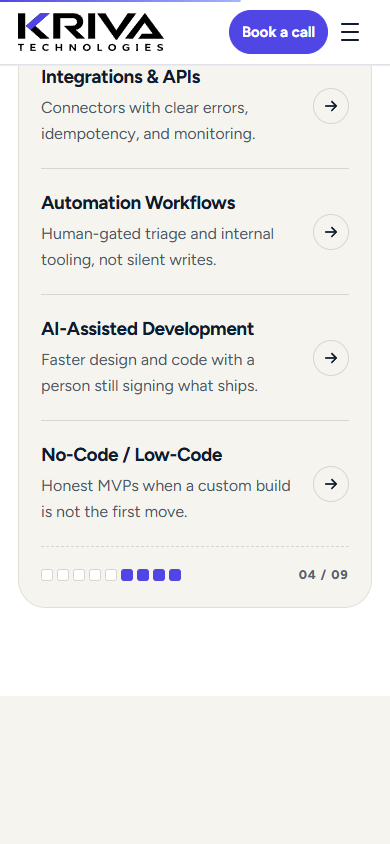 KRIVA
TECHNOLOGIES
Book a call
Integrations & APIs
Connectors with clear errors,
idempotency, and monitoring.
Automation Workflows
Human-gated triage and internal
tooling, not silent writes.
AI-Assisted Development
Faster design and code with a
person still signing what ships.
No-Code / Low-Code
Honest MVPs when a custom build
is not the first move.
04 / 09